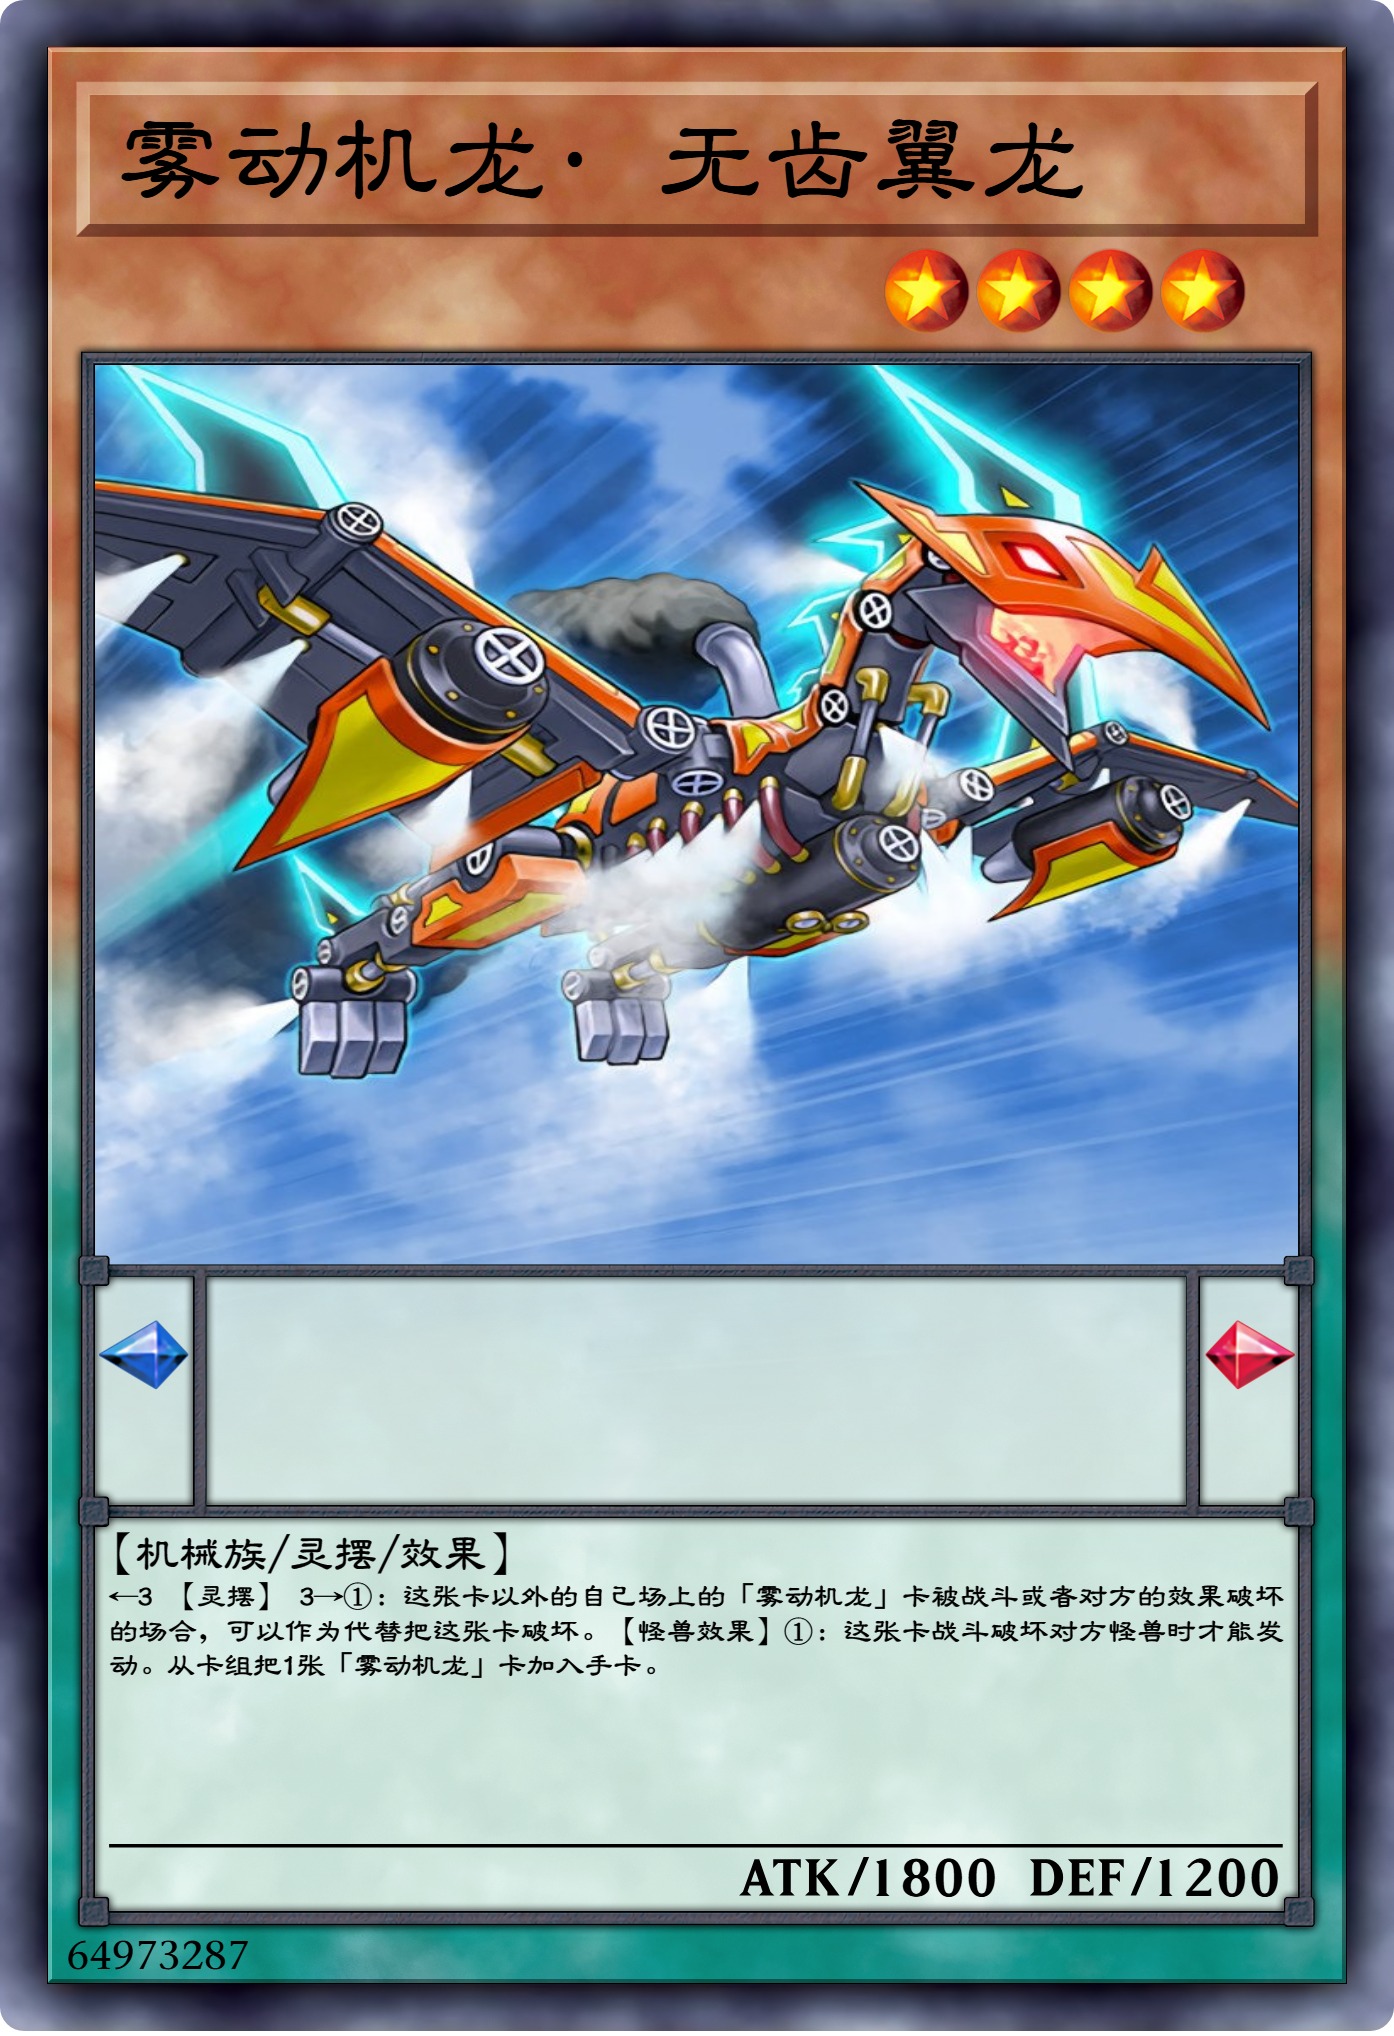 雾动机龙·无齿翼龙
【机械族/灵摆/效果】
←3 【灵摆】 3→①：这张卡以外的自己场上的「雾动机龙」卡被战斗或者对方的效果破坏
的场合，可以作为代替把这张卡破坏。【怪兽效果】①：这张卡战斗破坏对方怪兽时才能发
动。从卡组把1张「雾动机龙」卡加入手卡。
ATK/1800 DEF/1200
64973287